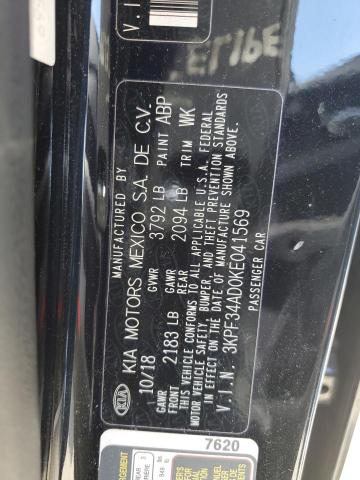 MANUFACTURED BY
KIA MOTORS MEXICO S.A. DE C.V.
10/18 GVWR 3792 LB PAINT ABP
GAWR FRONT 2183 LB GAWR REAR 2094 LB TRIM WK
THIS VEHICLE CONFORMS TO ALL APPLICABLE U.S.A. FEDERAL
MOTOR VEHICLE SAFETY, BUMPER, AND THEFT PREVENTION STANDARDS
IN EFFECT ON THE DATE OF MANUFACTURE SHOWN ABOVE.
V.I.N. 3KPF34AD0KE041569
PASSENGER CAR
KIA
7620
V.I